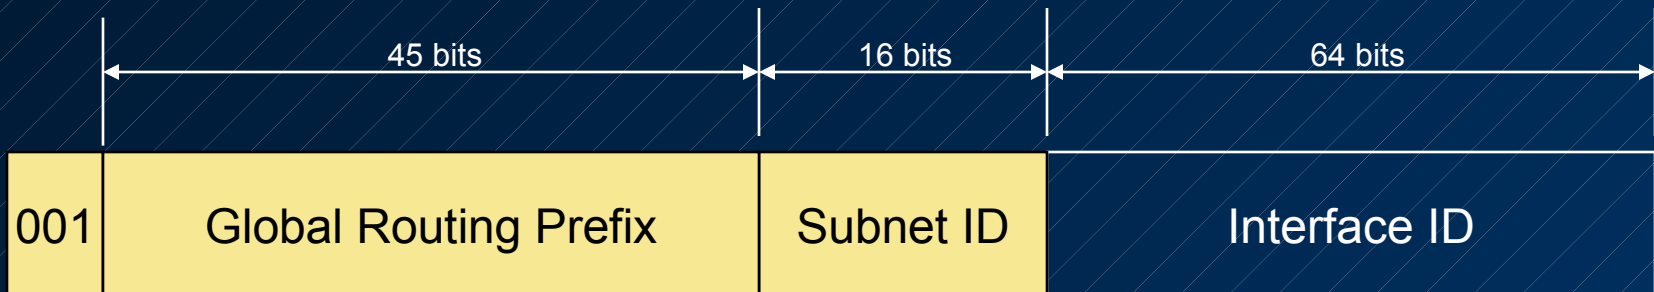 45 bits
16 bits
64 bits
001
Global Routing Prefix
Subnet ID
Interface ID